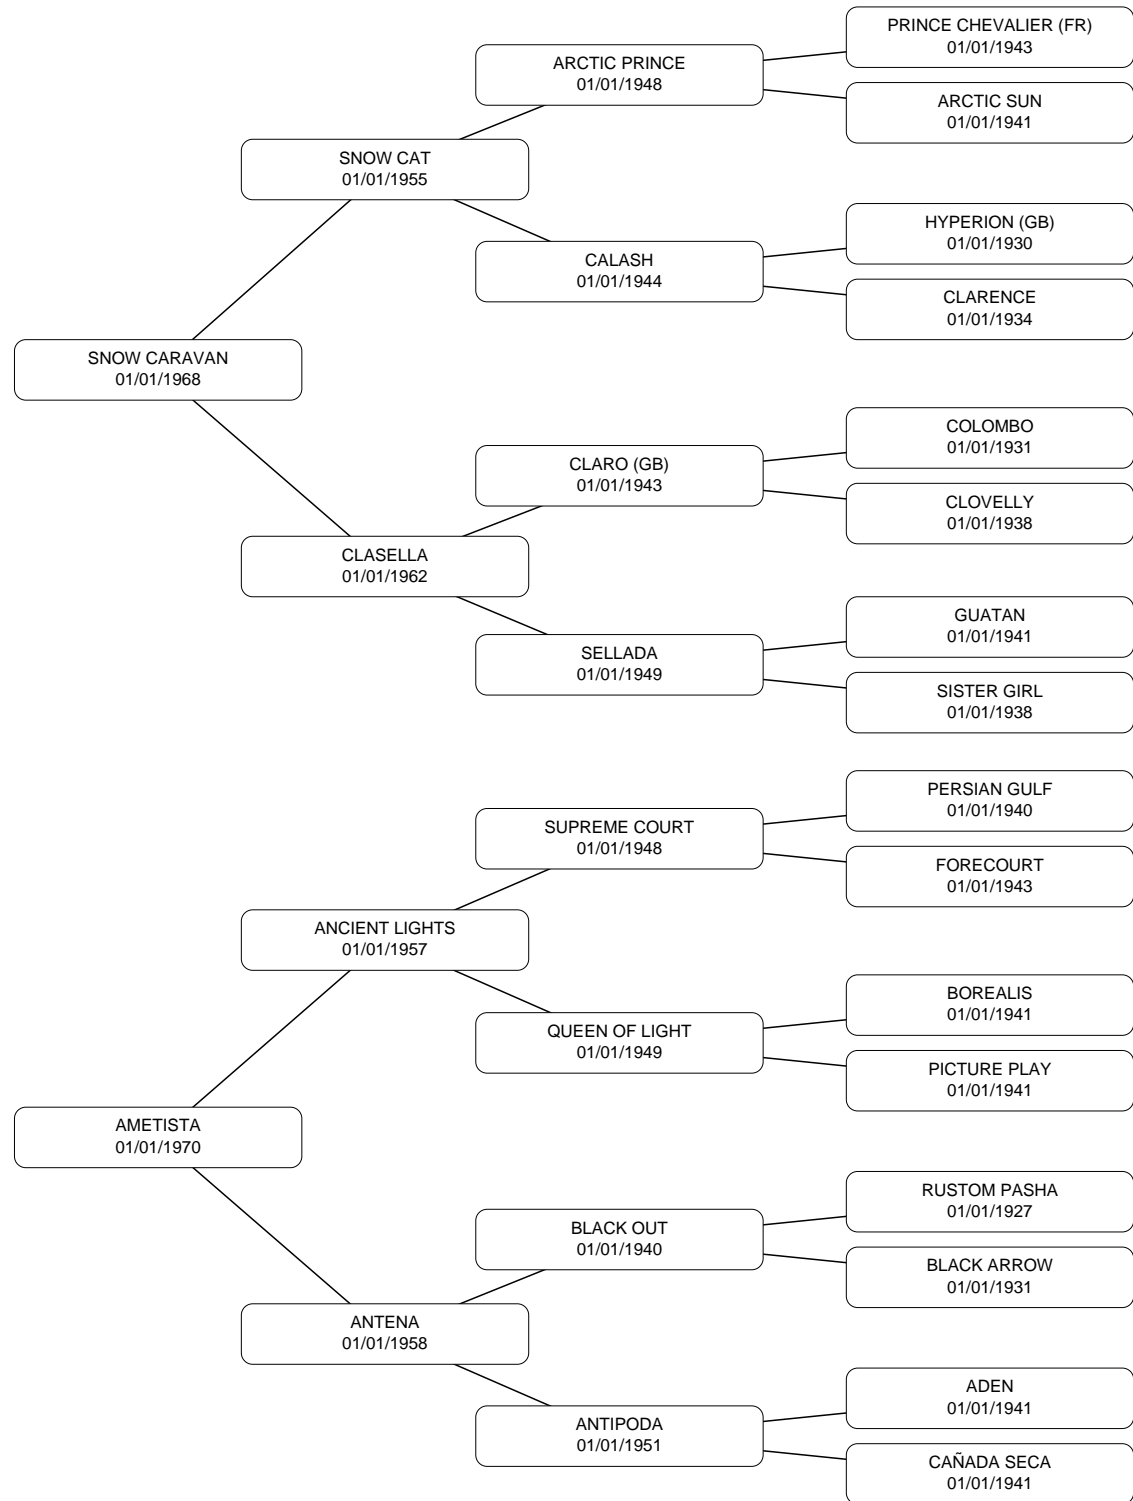 PRINCE CHEVALIER (FR)
01/01/1943
ARCTIC PRINCE
01/01/1948
ARCTIC SUN
01/01/1941
SNOW CAT
01/01/1955
HYPERION (GB)
01/01/1930
CALASH
01/01/1944
CLARENCE
01/01/1934
SNOW CARAVAN
01/01/1968
COLOMBO
01/01/1931
CLARO (GB)
01/01/1943
CLOVELLY
01/01/1938
CLASELLA
01/01/1962
GUATAN
01/01/1941
SELLADA
01/01/1949
SISTER GIRL
01/01/1938
PERSIAN GULF
01/01/1940
SUPREME COURT
01/01/1948
FORECOURT
01/01/1943
ANCIENT LIGHTS
01/01/1957
BOREALIS
01/01/1941
QUEEN OF LIGHT
01/01/1949
PICTURE PLAY
01/01/1941
AMETISTA
01/01/1970
RUSTOM PASHA
01/01/1927
BLACK OUT
01/01/1940
BLACK ARROW
01/01/1931
ANTENA
01/01/1958
ADEN
01/01/1941
ANTIPODA
01/01/1951
CAÑADA SECA
01/01/1941